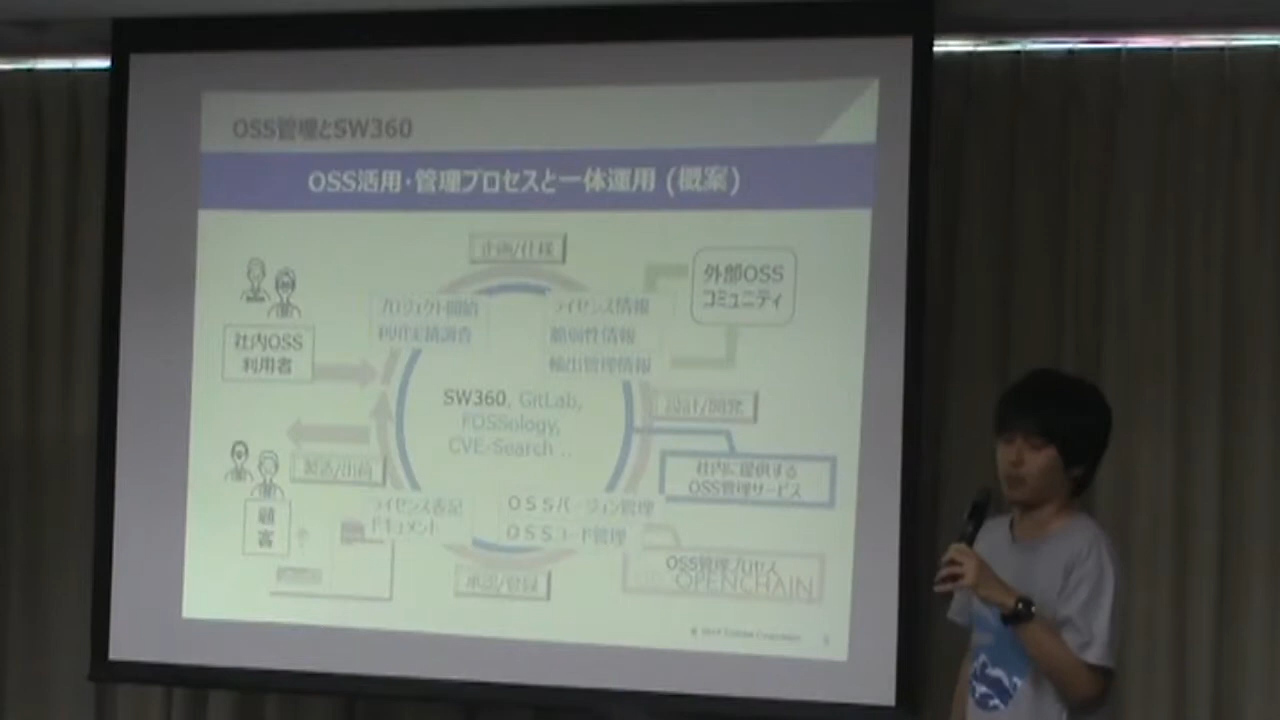 OSS管理とSW360
OSS活用・管理プロセスと一体運用 (概案)
企画/仕様
外部OSS
コミュニティ
プロジェクト開始
利用実績調査
ライセンス情報
脆弱性情報
輸出管理情報
社内OSS
利用者
SW360, GitLab,
FOSSology,
CVE-Search ..
設計/開発
社内に提供する
OSS管理サービス
製造/出荷
顧
客
ライセンス表記
ドキュメント
OSSバージョン管理
OSSコード管理
承認/登録
OSS管理プロセス
OPENCHAIN